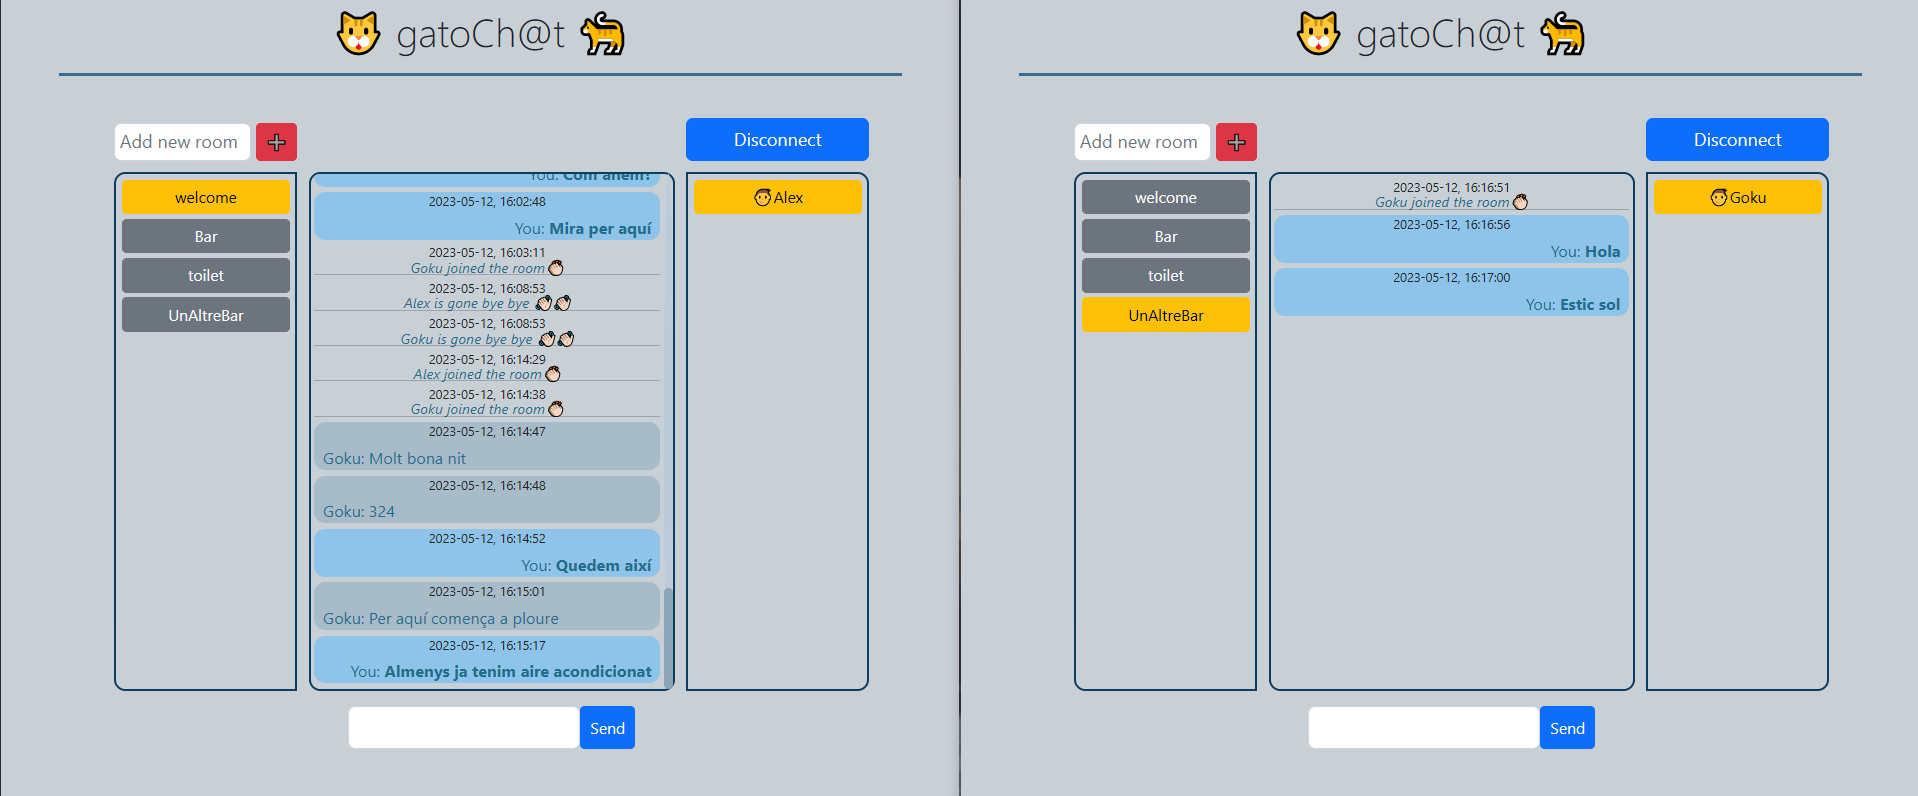 gatoCh@t
Add new room
Disconnect
welcome
Bar
toilet
UnAltreBar
You: Com anem?
2023-05-12, 16:02:48
You: Mira per aquí
2023-05-12, 16:03:11
Goku joined the room
2023-05-12, 16:08:53
Alex is gone bye bye
2023-05-12, 16:08:53
Goku is gone bye bye
2023-05-12, 16:14:29
Alex joined the room
2023-05-12, 16:14:38
Goku joined the room
2023-05-12, 16:14:47
Goku: Molt bona nit
2023-05-12, 16:14:48
Goku: 324
2023-05-12, 16:14:52
You: Quedem així
2023-05-12, 16:15:01
Goku: Per aquí comença a ploure
2023-05-12, 16:15:17
You: Almenys ja tenim aire acondicionat
Alex
Send
gatoCh@t
Add new room
Disconnect
welcome
Bar
toilet
UnAltreBar
2023-05-12, 16:16:51
Goku joined the room
2023-05-12, 16:16:56
You: Hola
2023-05-12, 16:17:00
You: Estic sol
Goku
Send